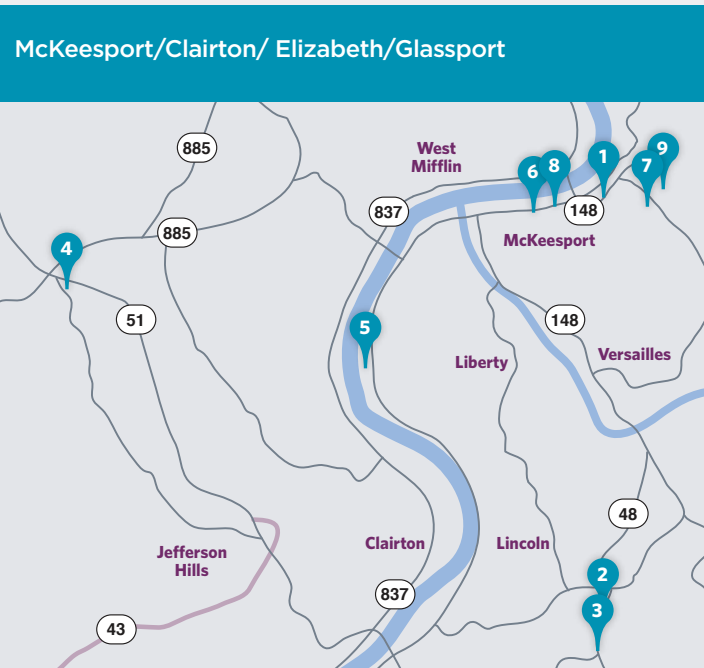 McKeesport/Clairton/ Elizabeth/Glassport
885
West
Mifflin
6
8
1
7
9
837
148
885
McKeesport
4
51
5
148
Liberty
Versailles
48
Jefferson
Hills
Clairton
Lincoln
2
837
3
43